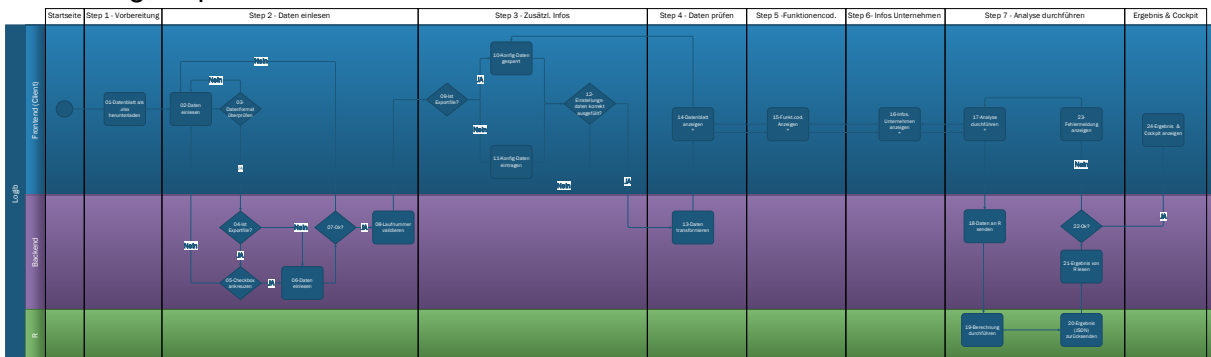 Startseite
Step 1 - Vorbereitung
Step 2 - Daten einlesen
Step 3 - Zusätzl. Infos
Step 4 - Daten prüfen
Step 5 -Funktionencod.
Step 6- Infos Unternehmen
Step 7 - Analyse durchführen
Ergebnis & Cockpit
Logib
Frontend (Client)
01-Datenblatt als
.xlsx
herunterladen
02-Daten
einlesen
03-
Datenformat
überprüfen
Nein
Nein
09-ist
Exportfile?
JA
Nein
10-Konfig-Daten
gesperrt
11-Konfig-Daten
eintragen
12-
Einstellungs-
daten korrekt
ausgefüllt?
Nein
JA
14-Datenblatt
anzeigen
*
15-Funkt.cod.
Anzeigen
*
16-Infos.
Unternehmen
anzeigen
*
17-Analyse
durchführen
*
23-
Fehlermeldung
anzeigen
Nein
24-Ergebnis. &
Cockpit anzeigen
Backend
Nein
04-ist
Exportfile?
JA
05-Checkbox
ankreuzen
JA
Nein
06-Daten
einlesen
07-Ok?
JA
08-Laufnummer
validieren
13-Daten
transformieren
18-Daten an R
senden
22-Ok?
JA
21-Ergebnis von
R lesen
R
19-Berechnung
durchführen
20-Ergebnis
(JSON)
zurücksenden